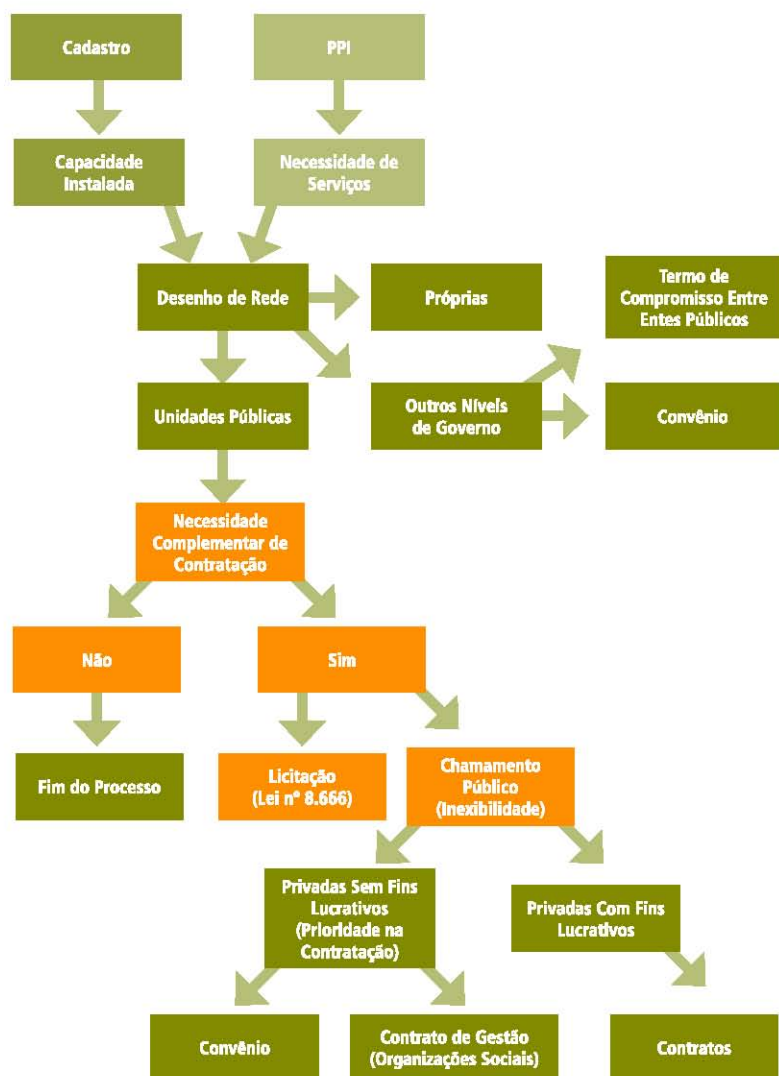 Cadastro
PPI
Capacidade
Instalada
Necessidade de
Serviços
Desenho de Rede
Próprias
Termo de
Compromisso Entre
Entes Públicos
Unidades Públicas
Outros Níveis
de Governo
Convênio
Necessidade
Complementar de
Contratação
Não
Sim
Fim do Processo
Licitação
(Lei nº 8.666)
Chamamento
Público
(Inexibilidade)
Privadas Sem Fins
Lucrativos
(Prioridade na
Contratação)
Privadas Com Fins
Lucrativos
Convênio
Contrato de Gestão
(Organizações Sociais)
Contratos